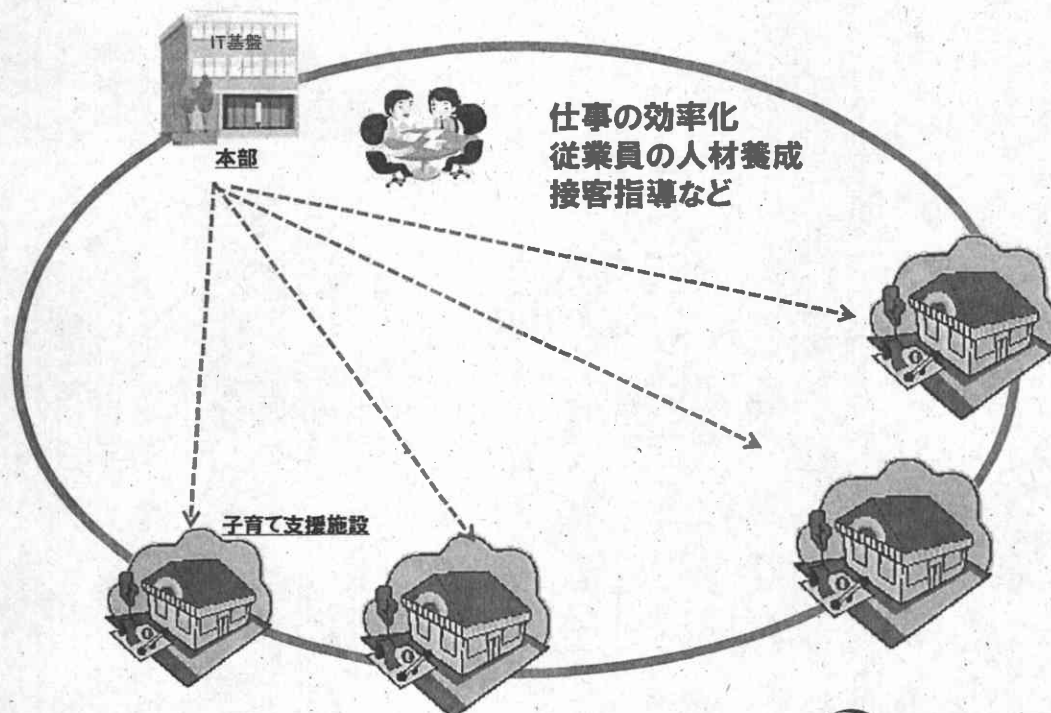 IT基盤
本部
仕事の効率化
従業員の人材養成
接客指導など
子育て支援施設